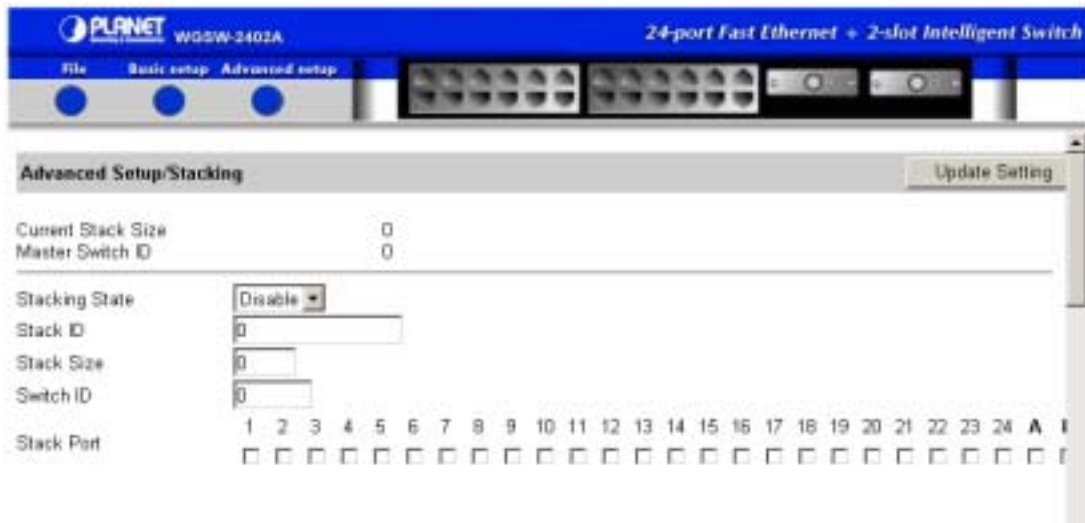 PLANET WGSW-2402A
24-port Fast Ethernet + 2-slot Intelligent Switch
File Basic setup Advanced setup
Advanced Setup/Stacking
Update Setting
Current Stack Size 0
Master Switch ID 0
Stacking State Disable
Stack ID 0
Stack Size 0
Switch ID 0
1 2 3 4 5 6 7 8 9 10 11 12 13 14 15 16 17 18 19 20 21 22 23 24 A
Stack Port